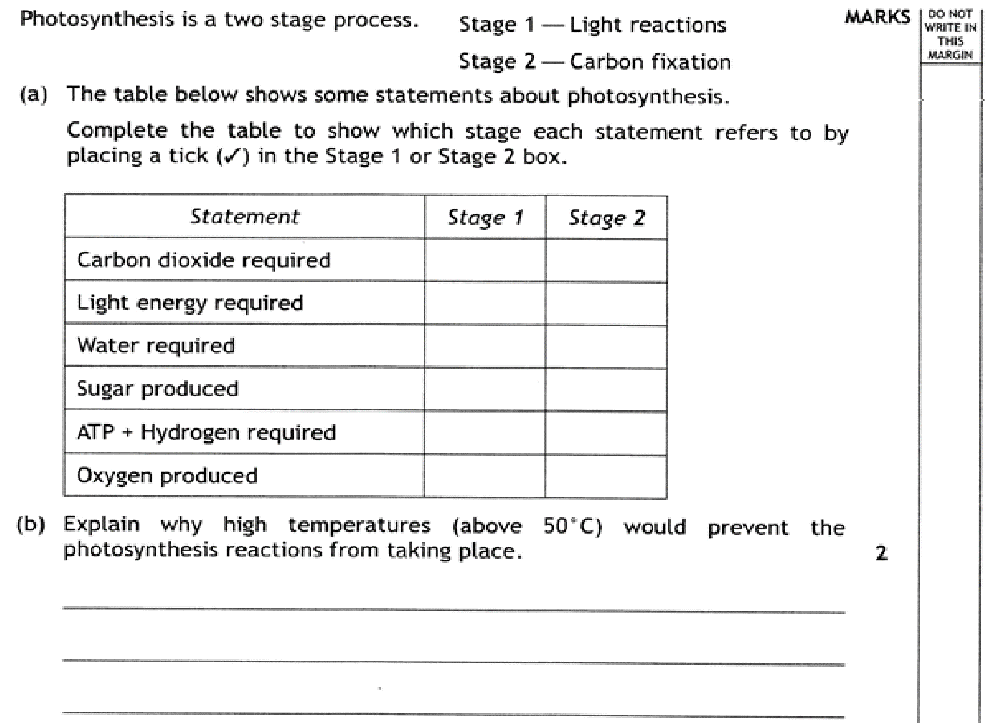 Photosynthesis is a two stage process. Stage 1 — Light reactions
Stage 2 — Carbon fixation
MARKS
DO NOT
WRITE IN
THIS
MARGIN
(a) The table below shows some statements about photosynthesis.
Complete the table to show which stage each statement refers to by
placing a tick (✓) in the Stage 1 or Stage 2 box.
Statement Stage 1 Stage 2
Carbon dioxide required
Light energy required
Water required
Sugar produced
ATP + Hydrogen required
Oxygen produced
(b) Explain why high temperatures (above 50°C) would prevent the
photosynthesis reactions from taking place. 2